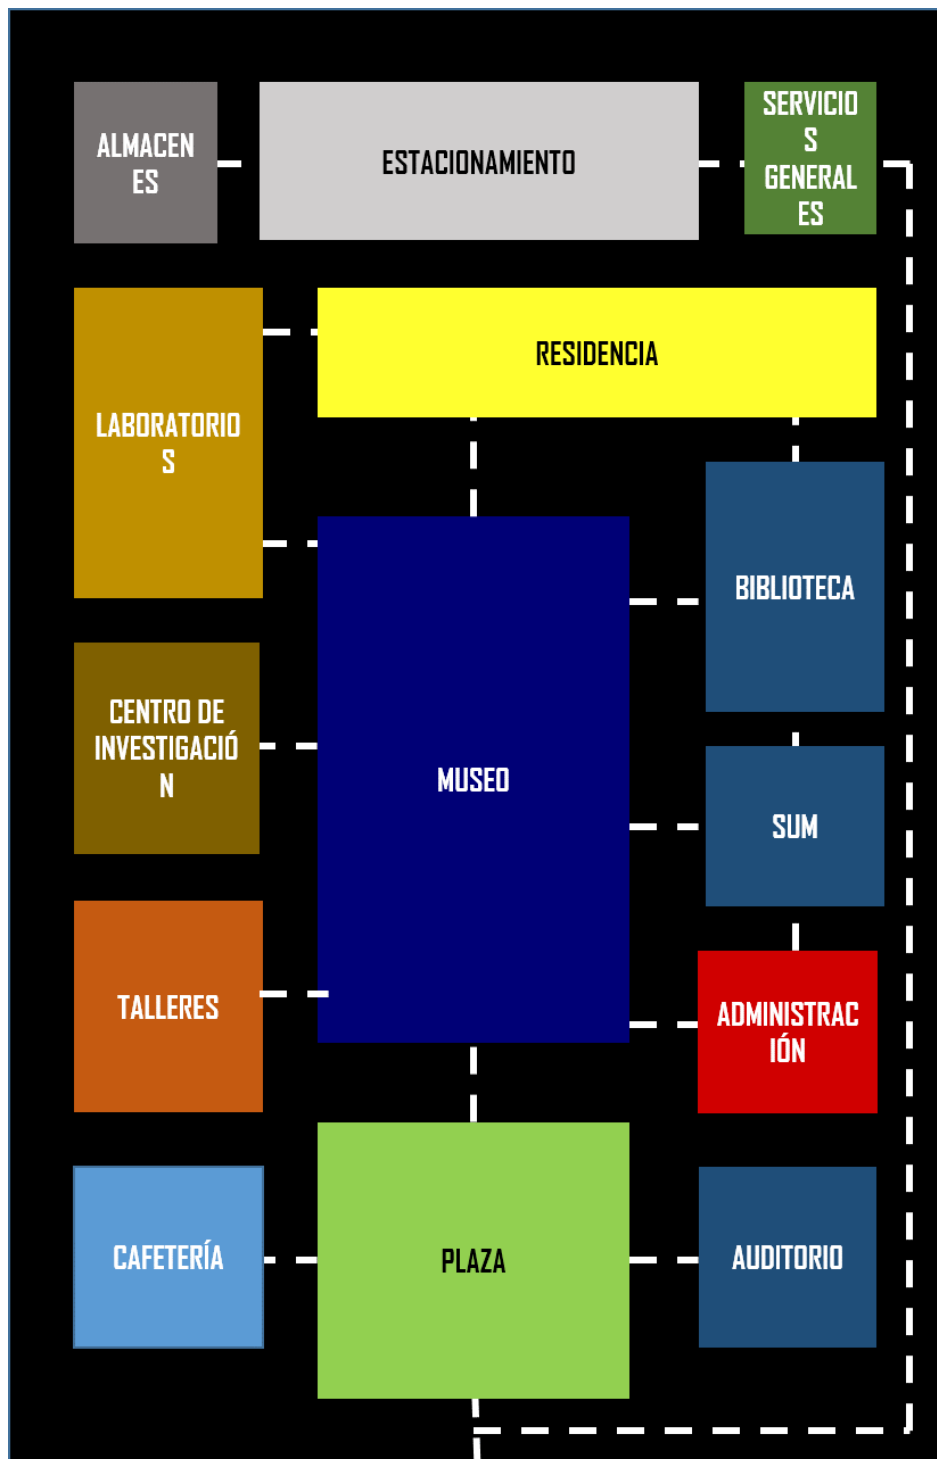 ALMACEN
ES
ESTACIONAMIENTO
SERVICIO
S
GENERAL
ES
LABORATORIO
S
RESIDENCIA
BIBLIOTECA
CENTRO DE
INVESTIGACIÓ
N
MUSEO
SUM
TALLERES
ADMINISTRAC
IÓN
CAFETERÍA
PLAZA
AUDITORIO